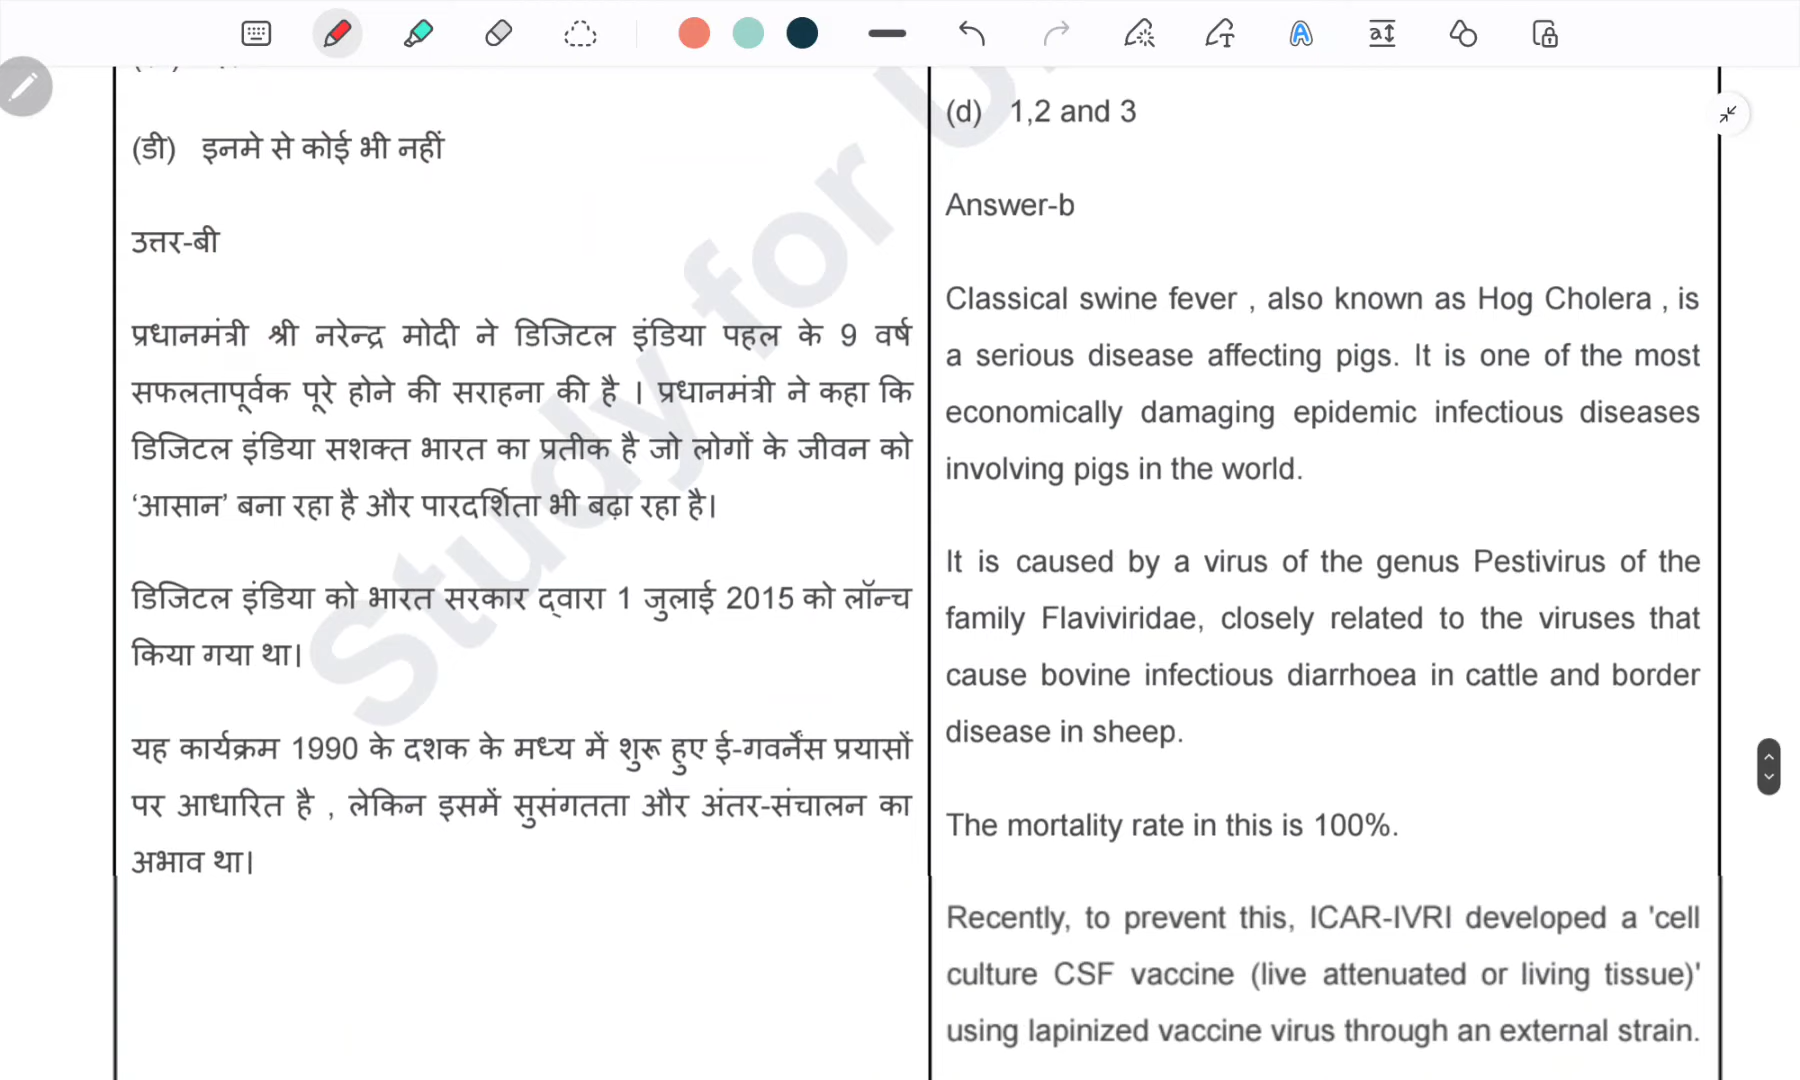 (डी) इनमे से कोई भी नहीं
उत्तर-बी
प्रधानमंत्री श्री नरेन्द्र मोदी ने डिजिटल इंडिया पहल के 9 वर्ष
सफलतापूर्वक पूरे होने की सराहना की है । प्रधानमंत्री ने कहा कि
डिजिटल इंडिया सशक्त भारत का प्रतीक है जो लोगों के जीवन को
‘आसान’ बना रहा है और पारदर्शिता भी बढ़ा रहा है।
डिजिटल इंडिया को भारत सरकार द्वारा 1 जुलाई 2015 को लॉन्च
किया गया था।
यह कार्यक्रम 1990 के दशक के मध्य में शुरू हुए ई-गवर्नेंस प्रयासों
पर आधारित है , लेकिन इसमें सुसंगतता और अंतर-संचालन का
अभाव था।
(d) 1,2 and 3
Answer-b
Classical swine fever , also known as Hog Cholera , is
a serious disease affecting pigs. It is one of the most
economically damaging epidemic infectious diseases
involving pigs in the world.
It is caused by a virus of the genus Pestivirus of the
family Flaviviridae, closely related to the viruses that
cause bovine infectious diarrhoea in cattle and border
disease in sheep.
The mortality rate in this is 100%.
Recently, to prevent this, ICAR-IVRI developed a 'cell
culture CSF vaccine (live attenuated or living tissue)'
using lapinized vaccine virus through an external strain.
Study for